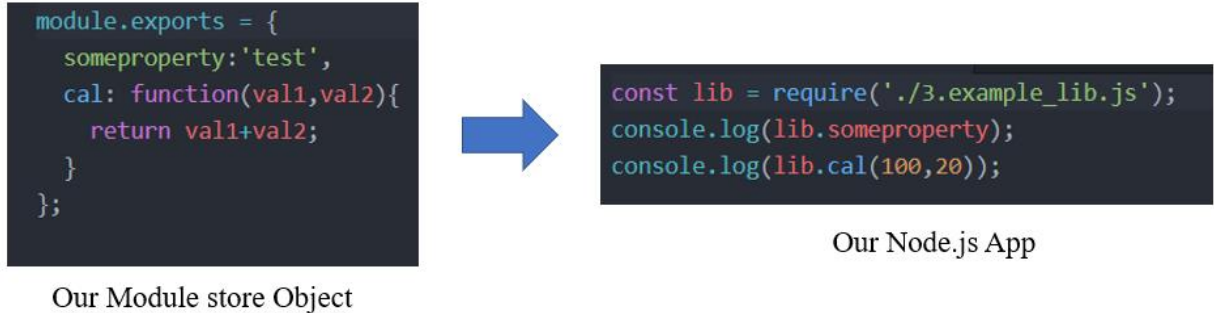 module.exports = {
  someproperty:'test',
  cal: function(val1,val2){
    return val1+val2;
  }
};
Our Module store Object
const lib = require('./3.example_lib.js');
console.log(lib.someproperty);
console.log(lib.cal(100,20));
Our Node.js App